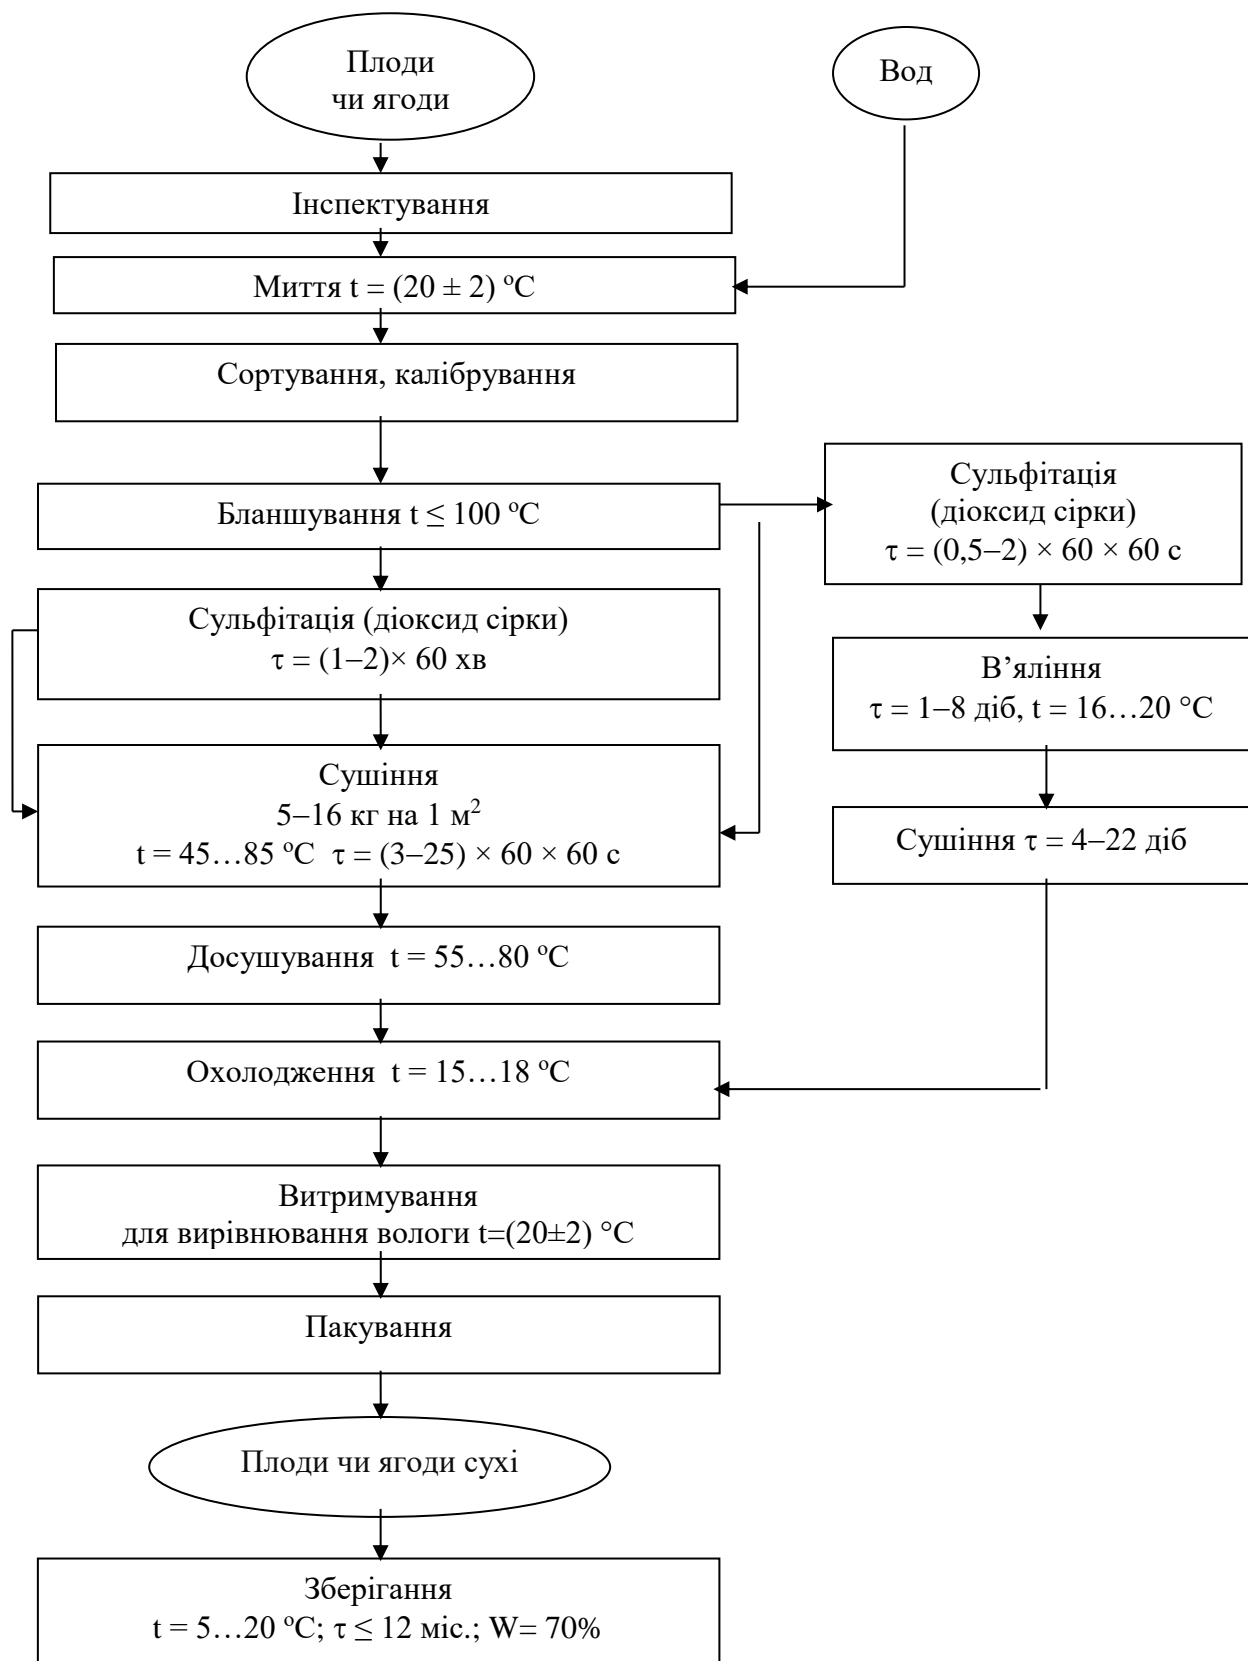 Плоди
чи ягоди
Вод
Інспектування
Миття t = (20 ± 2) ºС
Сортування, калібрування
Бланшування t ≤ 100 ºС
Сульфітація
(діоксид сірки)
τ = (0,5–2) × 60 × 60 с
Сульфітація (діоксид сірки)
τ = (1–2)× 60 хв
В’яління
τ = 1–8 діб, t = 16…20 °С
Сушіння
5–16 кг на 1 м²
t = 45…85 ºС τ = (3–25) × 60 × 60 с
Сушіння τ = 4–22 діб
Досушування t = 55…80 ºС
Охолодження t = 15…18 ºС
Витримування
для вирівнювання вологи t=(20±2) °С
Пакування
Плоди чи ягоди сухі
Зберігання
t = 5…20 ºС; τ ≤ 12 міс.; W= 70%